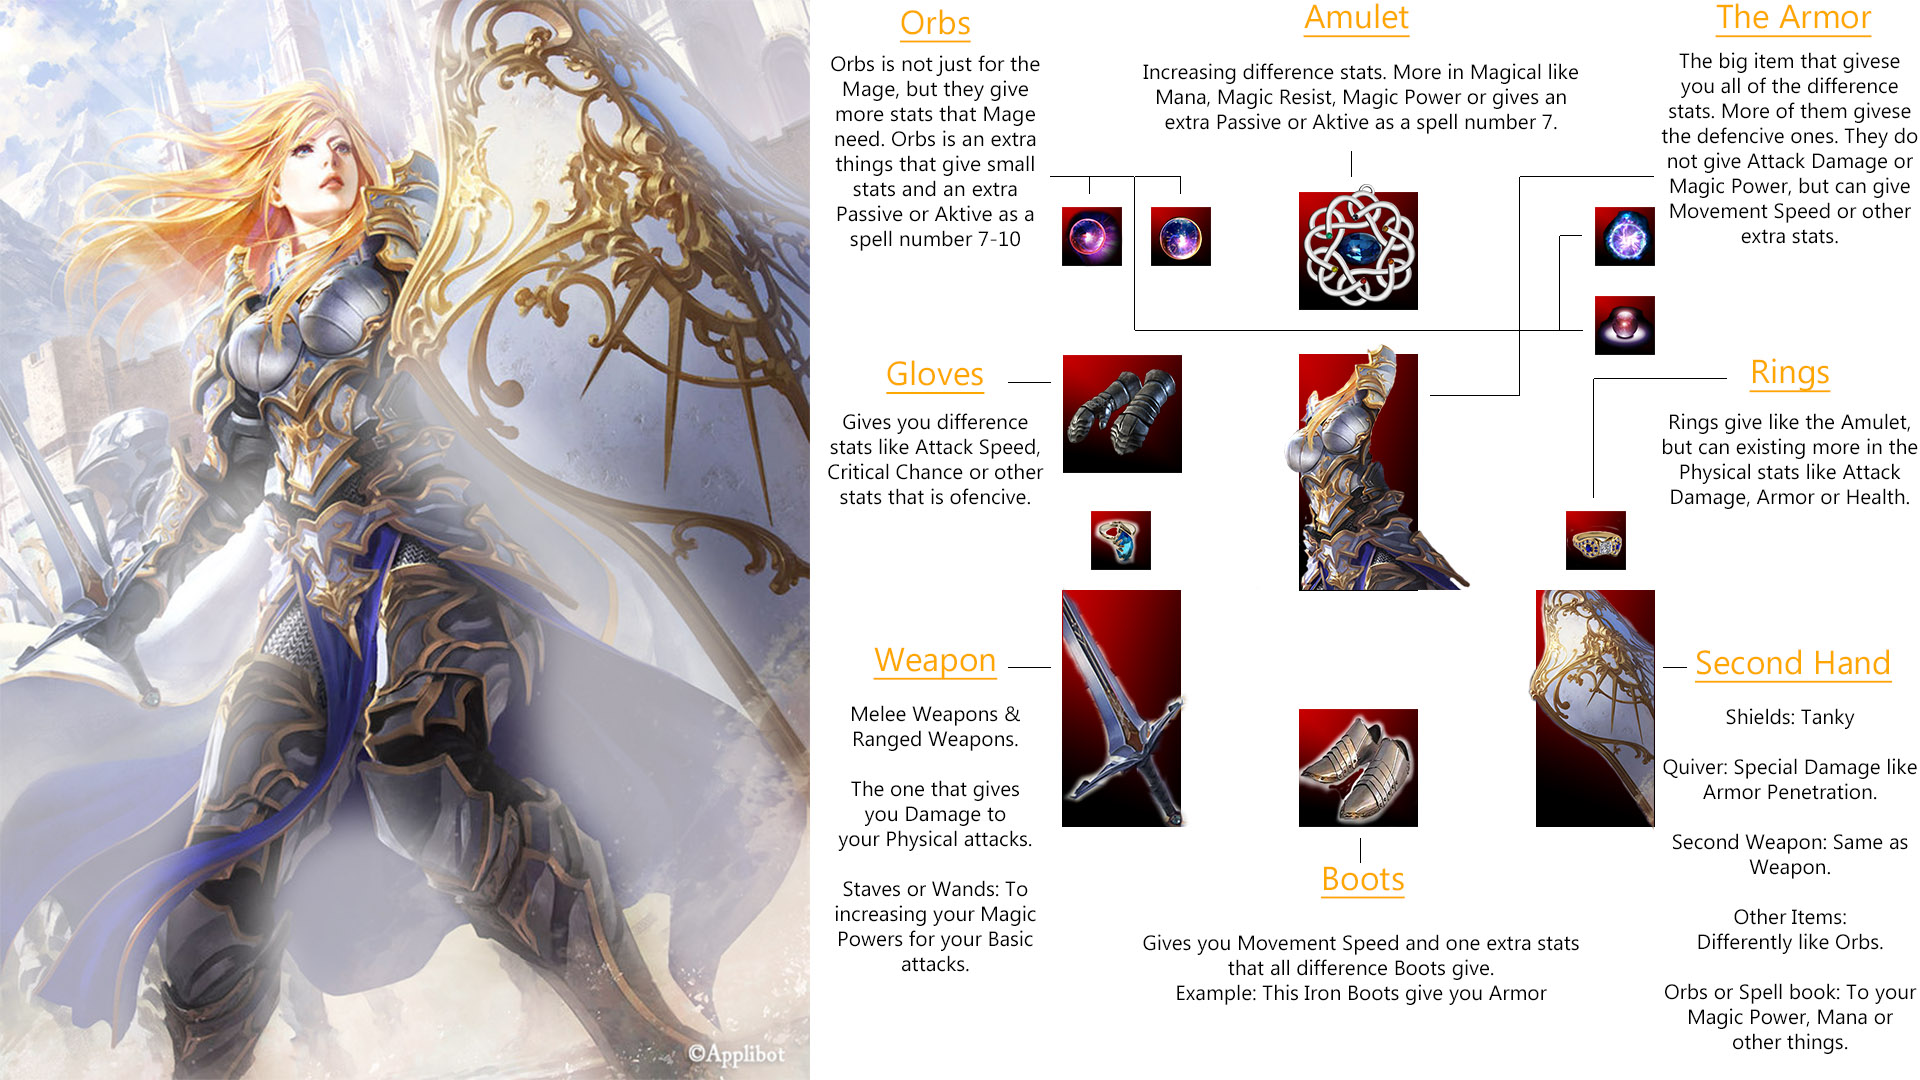 Orbs
Orbs is not just for the
Mage, but they give
more stats that Mage
need. Orbs is an extra
things that give small
stats and an extra
Passive or Aktive as a
spell number 7-10
Amulet
Increasing difference stats. More in Magical like
Mana, Magic Resist, Magic Power or gives an
extra Passive or Aktive as a spell number 7.
The Armor
The big item that givese
you all of the difference
stats. More of them givese
the defencive ones. They do
not give Attack Damage or
Magic Power, but can give
Movement Speed or other
extra stats.
Gloves
Gives you difference
stats like Attack Speed,
Critical Chance or other
stats that is ofencive.
Rings
Rings give like the Amulet,
but can existing more in the
Physical stats like Attack
Damage, Armor or Health.
Weapon
Melee Weapons &
Ranged Weapons.
The one that gives
you Damage to
your Physical attacks.
Staves or Wands: To
increasing your Magic
Powers for your Basic
attacks.
Boots
Gives you Movement Speed and one extra stats
that all difference Boots give.
Example: This Iron Boots give you Armor
Second Hand
Shields: Tanky
Quiver: Special Damage like
Armor Penetration.
Second Weapon: Same as
Weapon.
Other Items:
Differently like Orbs.
Orbs or Spell book: To your
Magic Power, Mana or
other things.
©Applibot